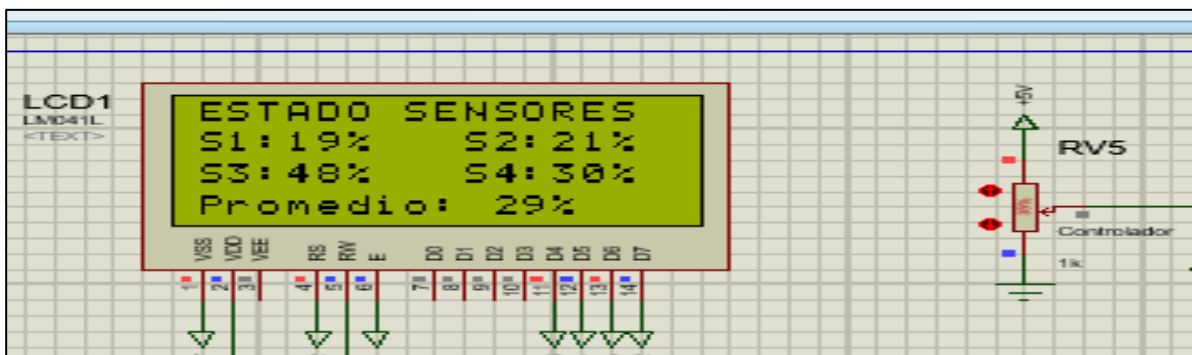 LCD1
LM041L
<TEXT>
ESTADO SENSORES
S1:19% S2:21%
S3:48% S4:30%
Promedio: 29%
VSS VDD VEE RS RW E D0 D1 D2 D3 D4 D5 D6 D7
1 2 3 4 5 6 7 8 9 10 11 12 13 14
+5V
RV5
Controlador
1k